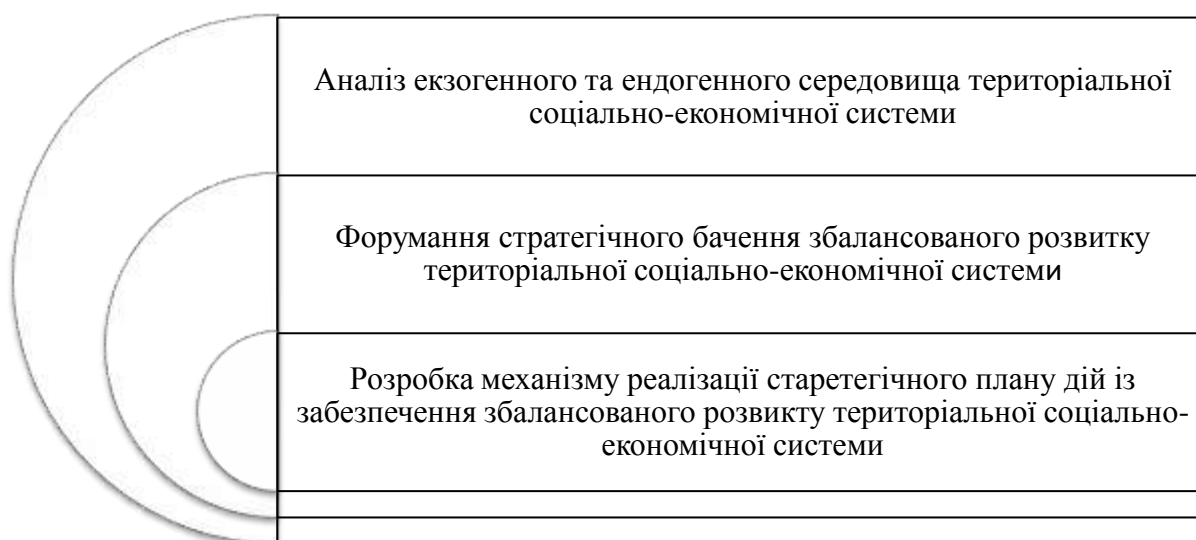 Аналіз екзогенного та ендогенного середовища територіальної
соціально-економічної системи
Форумання стратегічного бачення збалансованого розвитку
територіальної соціально-економічної системи
Розробка механізму реалізації старетегічного плану дій із
забезпечення збалансованого розвикту територіальної соціально-
економічної системи